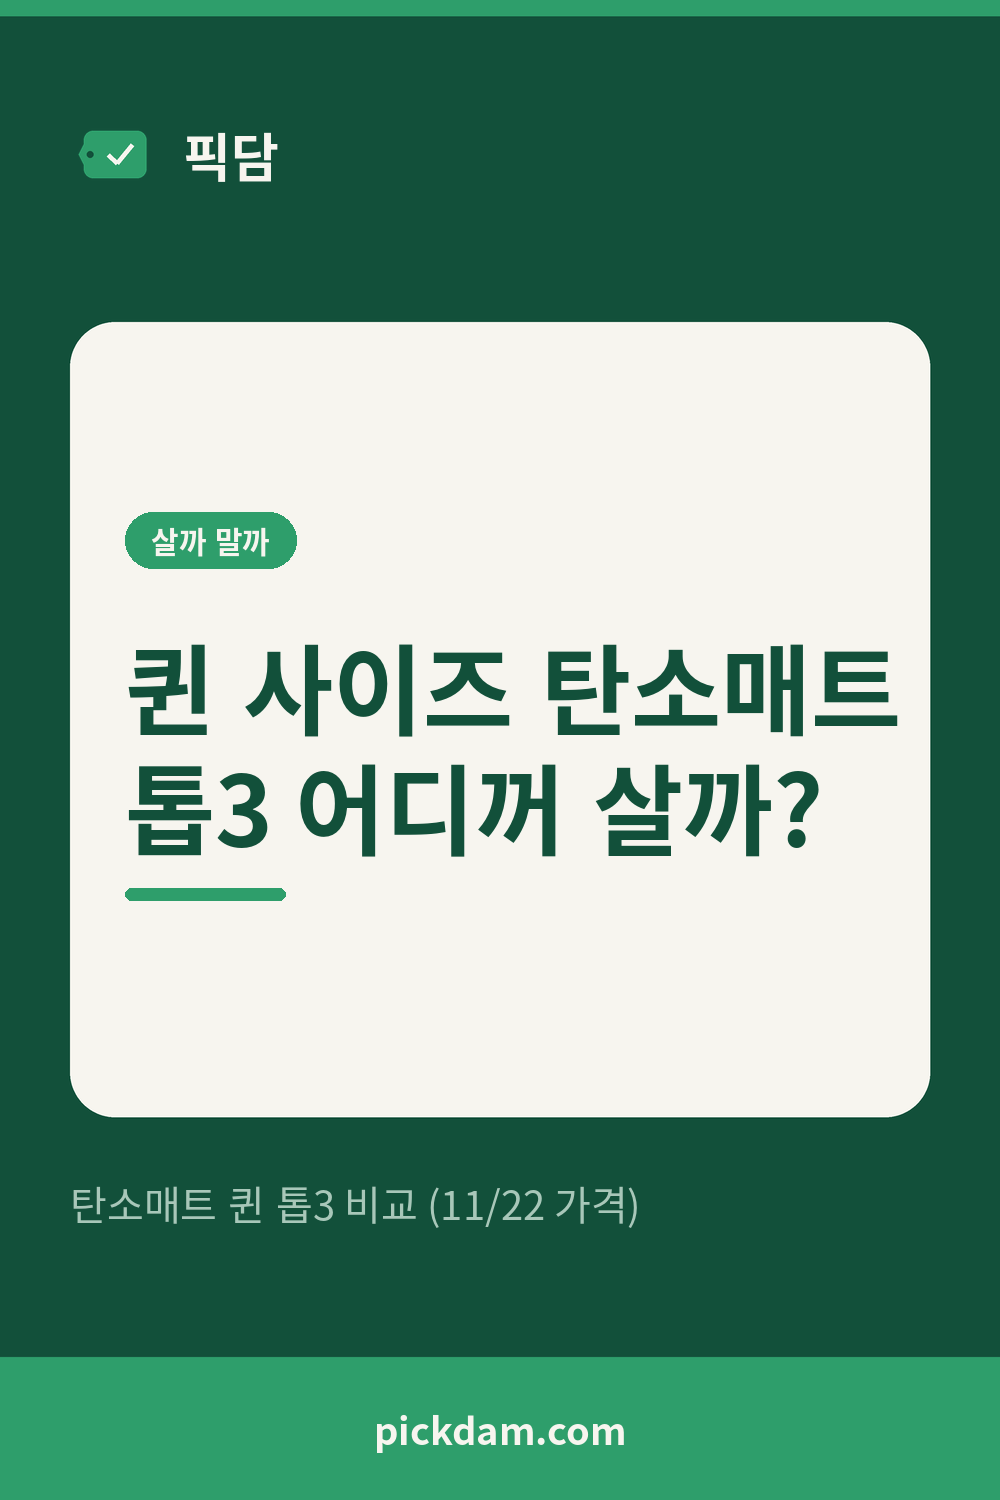 픽담
살까 말까
퀸 사이즈 탄소매트
톱3 어디꺼 살까?
탄소매트 퀸 톱3 비교 (11/22 가격)
pickdam.com